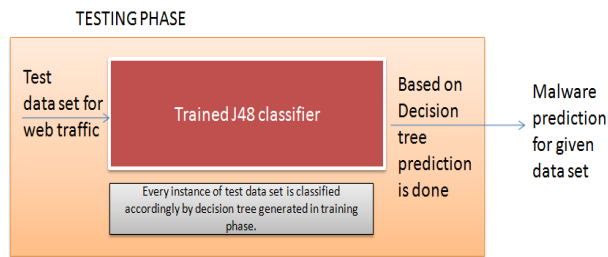 TESTING PHASE
Test
data set for
web traffic
Trained J48 classifier
Every instance of test data set is classified
accordingly by decision tree generated in training
phase.
Based on
Decision
tree
prediction
is done
Malware
prediction
for given
data set